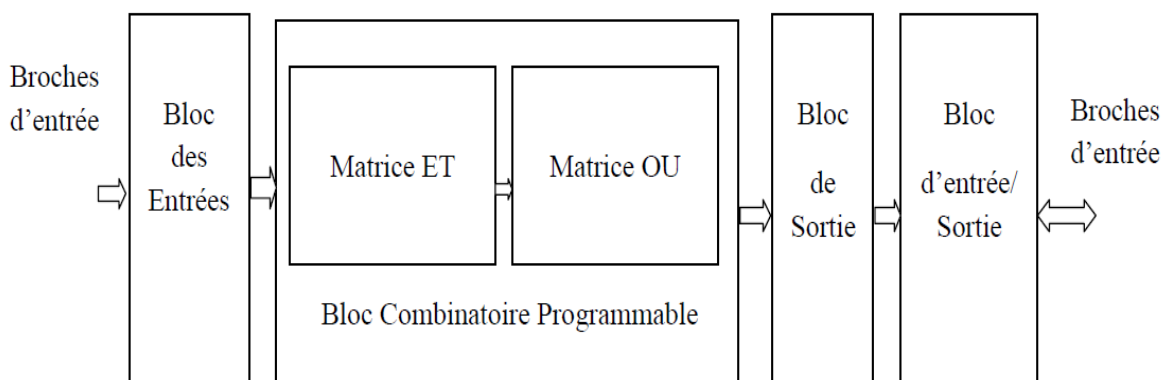 Broches
d’entrée
Bloc
des
Entrées
Matrice ET
Matrice OU
Bloc Combinatoire Programmable
Bloc
de
Sortie
Bloc
d’entrée/
Sortie
Broches
d’entrée